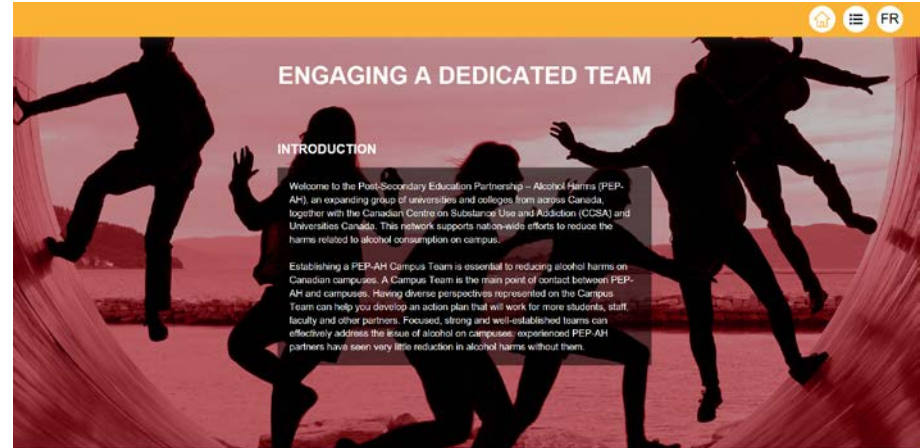 FR
ENGAGING A DEDICATED TEAM
INTRODUCTION
Welcome to the Post-Secondary Education Partnership – Alcohol Harms (PEP-
AH), an expanding group of universities and colleges from across Canada,
together with the Canadian Centre on Substance Use and Addiction (CCSA) and
Universities Canada. This network supports nation-wide efforts to reduce the
harms related to alcohol consumption on campus.
Establishing a PEP-AH Campus Team is essential to reducing alcohol harms on
Canadian campuses. A Campus Team is the main point of contact between PEP-
AH and campuses. Having diverse perspectives represented on the Campus
Team can help you develop an action plan that will work for more students, staff,
faculty and other partners. Focused, strong and well-established teams can
effectively address the issue of alcohol on campuses: experienced PEP-AH
partners have seen very little reduction in alcohol harms without them.